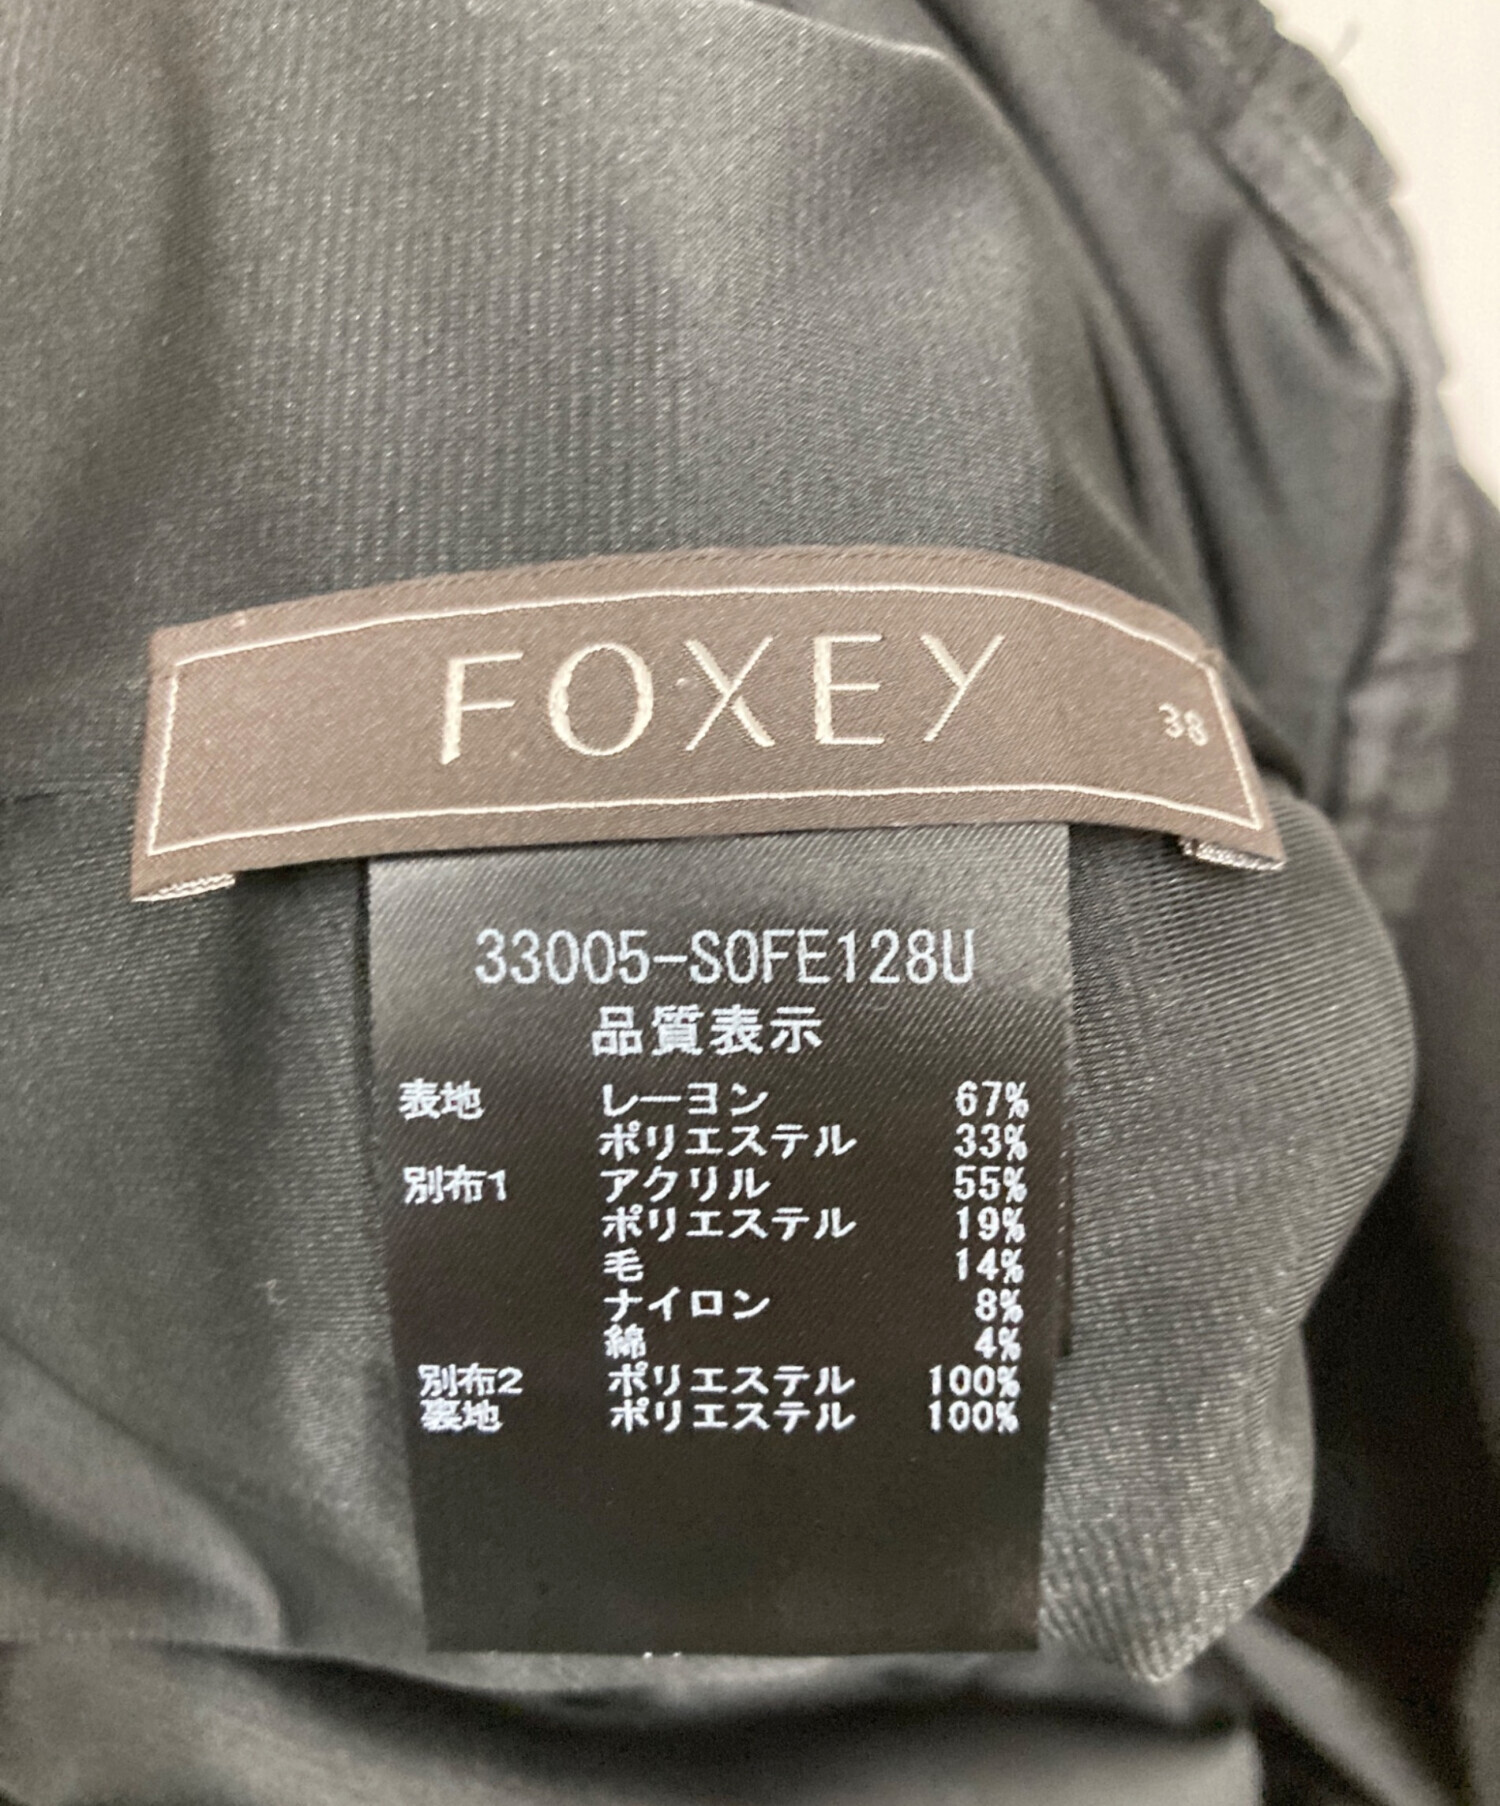 FOXEY
38
33005-S0FE128U
品質表示
表地 レーヨン 67%
ポリエステル 33%
別布1 アクリル 55%
ポリエステル 19%
毛 14%
ナイロン 8%
綿 4%
別布2 ポリエステル 100%
裏地 ポリエステル 100%